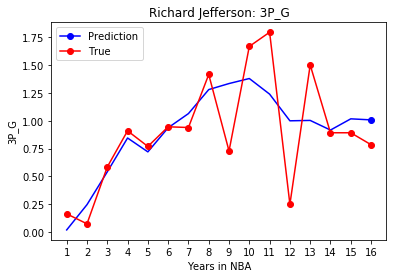 Richard Jefferson: 3P_G
Prediction
True
1.75
1.50
1.25
1.00
0.75
0.50
0.25
0.00
3P_G
1 2 3 4 5 6 7 8 9 10 11 12 13 14 15 16
Years in NBA